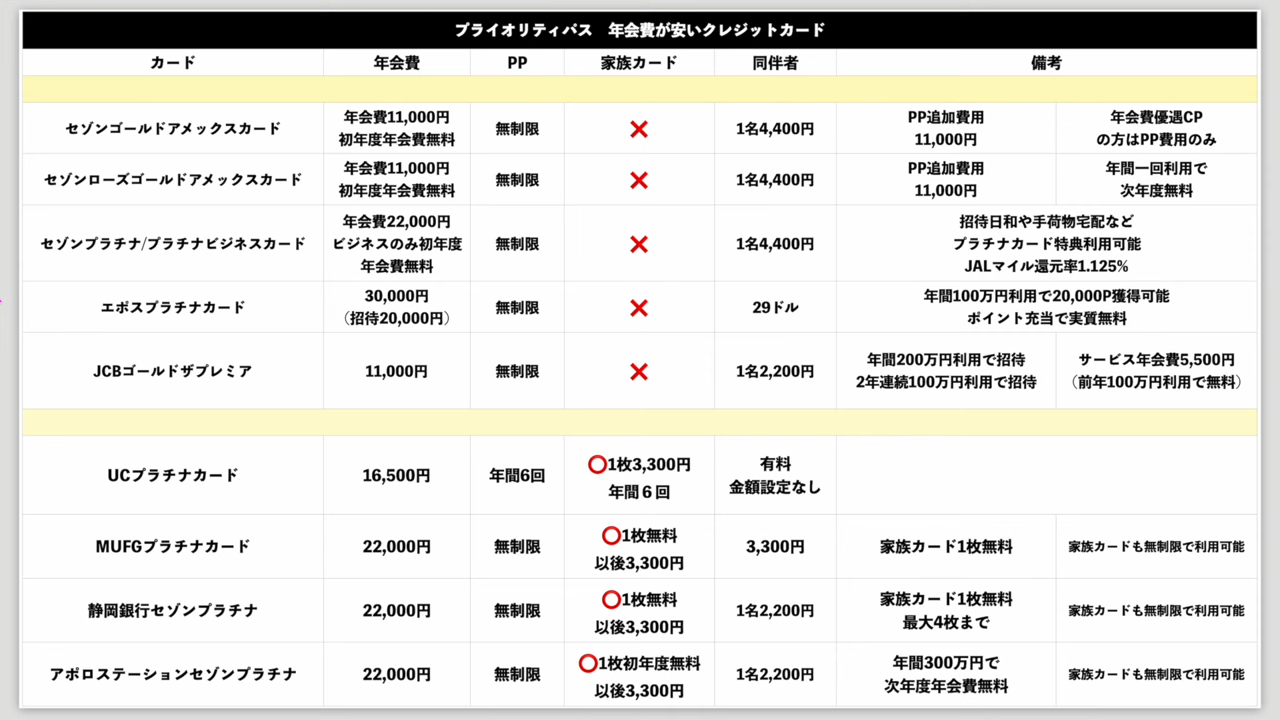 プライオリティパス　年会費が安いクレジットカード
カード 年会費 PP 家族カード 同伴者 備考
セゾンゴールドアメックスカード
年会費11,000円
初年度年会費無料
無制限
1名4,400円
PP追加費用
11,000円
年会費優遇CP
の方はPP費用のみ
セゾンローズゴールドアメックスカード
年会費11,000円
初年度年会費無料
無制限
1名4,400円
PP追加費用
11,000円
年間一回利用で
次年度無料
セゾンプラチナ/プラチナビジネスカード
年会費22,000円
ビジネスのみ初年度
年会費無料
無制限
1名4,400円
招待日和や手荷物宅配など
プラチナカード特典利用可能
JALマイル還元率1.125%
エポスプラチナカード
30,000円
（招待20,000円）
無制限
29ドル
年間100万円利用で20,000P獲得可能
ポイント充当で実質無料
JCBゴールドザプレミア
11,000円
無制限
1名2,200円
年間200万円利用で招待
2年連続100万円利用で招待
サービス年会費5,500円
（前年100万円利用で無料）
UCプラチナカード
16,500円
年間6回
1枚3,300円
年間６回
有料
金額設定なし
MUFGプラチナカード
22,000円
無制限
1枚無料
以後3,300円
3,300円
家族カード1枚無料
家族カードも無制限で利用可能
静岡銀行セゾンプラチナ
22,000円
無制限
1枚無料
以後3,300円
1名2,200円
家族カード1枚無料
最大4枚まで
家族カードも無制限で利用可能
アポロステーションセゾンプラチナ
22,000円
無制限
1枚初年度無料
以後3,300円
1名2,200円
年間300万円で
次年度年会費無料
家族カードも無制限で利用可能